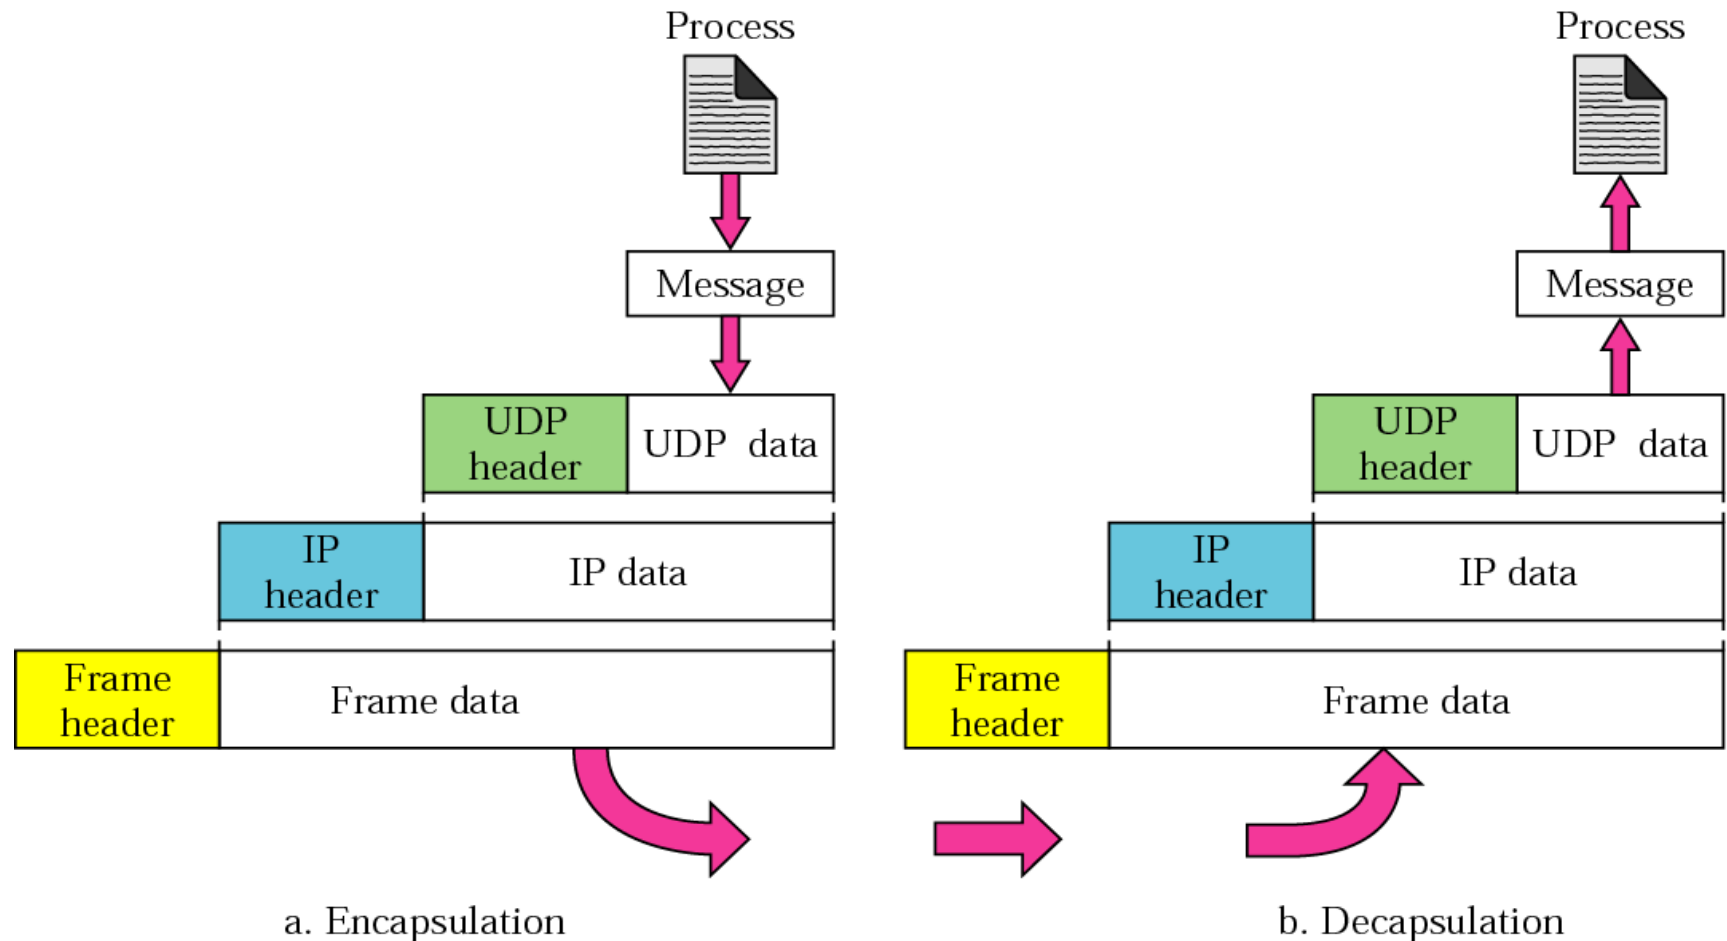 Process
Message
UDP
header
UDP data
IP
header
IP data
Frame
header
Frame data
a. Encapsulation
Process
Message
UDP
header
UDP data
IP
header
IP data
Frame
header
Frame data
b. Decapsulation